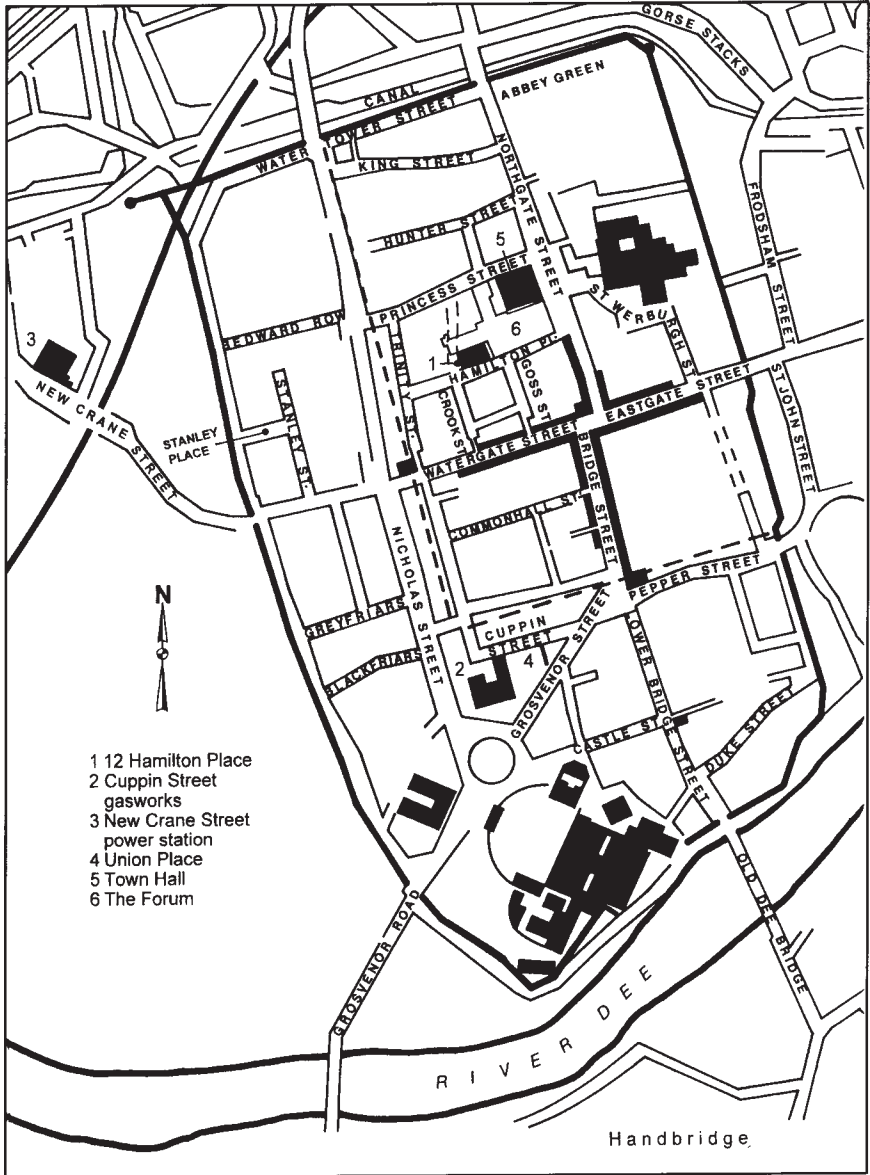 GORSE STACKS
CANAL
ABBEY GREEN
WATER TOWER STREET
KING STREET
NORTHGATE STREET
FRODSHAM STREET
HUNTER STREET
5
PRINCESS STREET
ST WERBURGH ST.
6
3
BEDWARD ROW
TRINITY ST.
1
HAMILTON PL.
GOSS ST
CROOK ST
EASTGATE STREET
ST JOHN STREET
NEW CRANE STREET
STANLEY
PLACE
STANLEY ST.
WATERGATE STREET
BRIDGE STREET
COMMONHALL ST.
NICHOLAS STREET
PEPPER STREET
N
GREYFRIARS
CUPPIN
STREET
GROSVENOR STREET
LOWER BRIDGE STREET
BLACKFRIARS
2
4
CASTLE ST.
DUKE STREET
1 12 Hamilton Place
2 Cuppin Street
gasworks
3 New Crane Street
power station
4 Union Place
5 Town Hall
6 The Forum
GROSVENOR ROAD
OLD DEE BRIDGE
RIVER DEE
Handbridge